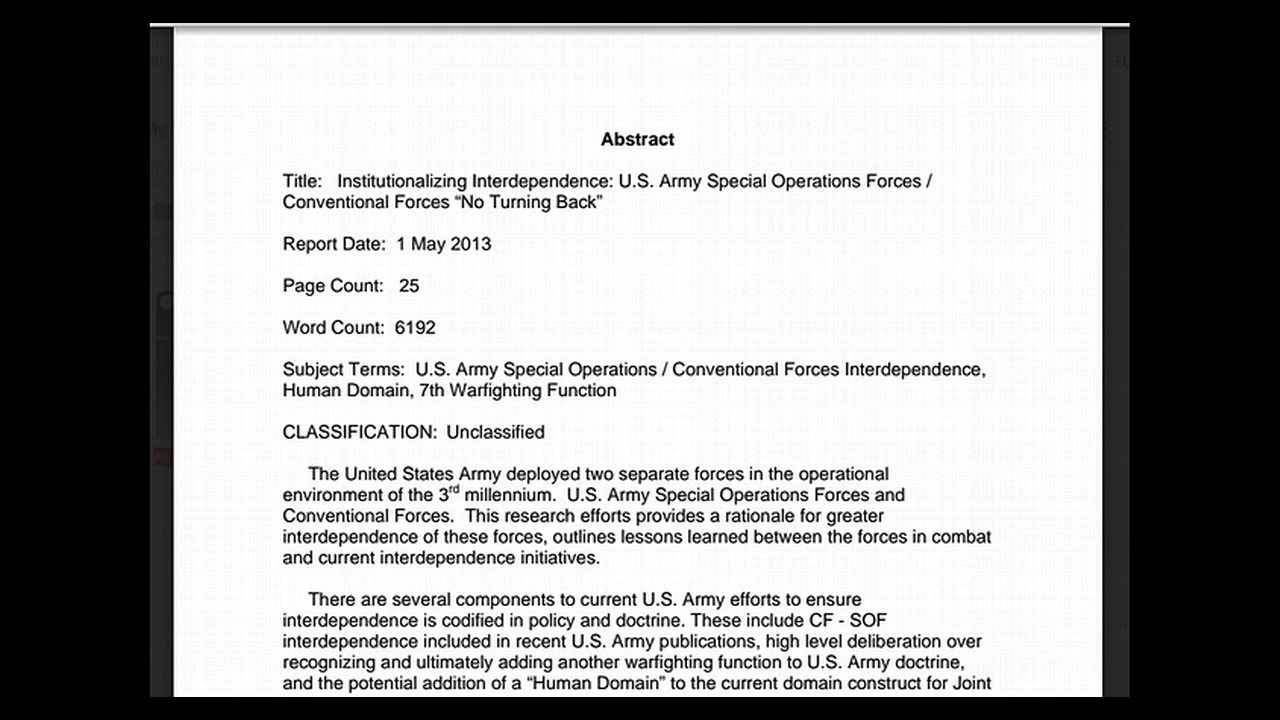 Abstract
Title: Institutionalizing Interdependence: U.S. Army Special Operations Forces /
Conventional Forces “No Turning Back”
Report Date: 1 May 2013
Page Count: 25
Word Count: 6192
Subject Terms: U.S. Army Special Operations / Conventional Forces Interdependence,
Human Domain, 7th Warfighting Function
CLASSIFICATION: Unclassified
The United States Army deployed two separate forces in the operational
environment of the 3rd millennium. U.S. Army Special Operations Forces and
Conventional Forces. This research efforts provides a rationale for greater
interdependence of these forces, outlines lessons learned between the forces in combat
and current interdependence initiatives.
There are several components to current U.S. Army efforts to ensure
interdependence is codified in policy and doctrine. These include CF - SOF
interdependence included in recent U.S. Army publications, high level deliberation over
recognizing and ultimately adding another warfighting function to U.S. Army doctrine,
and the potential addition of a “Human Domain” to the current domain construct for Joint